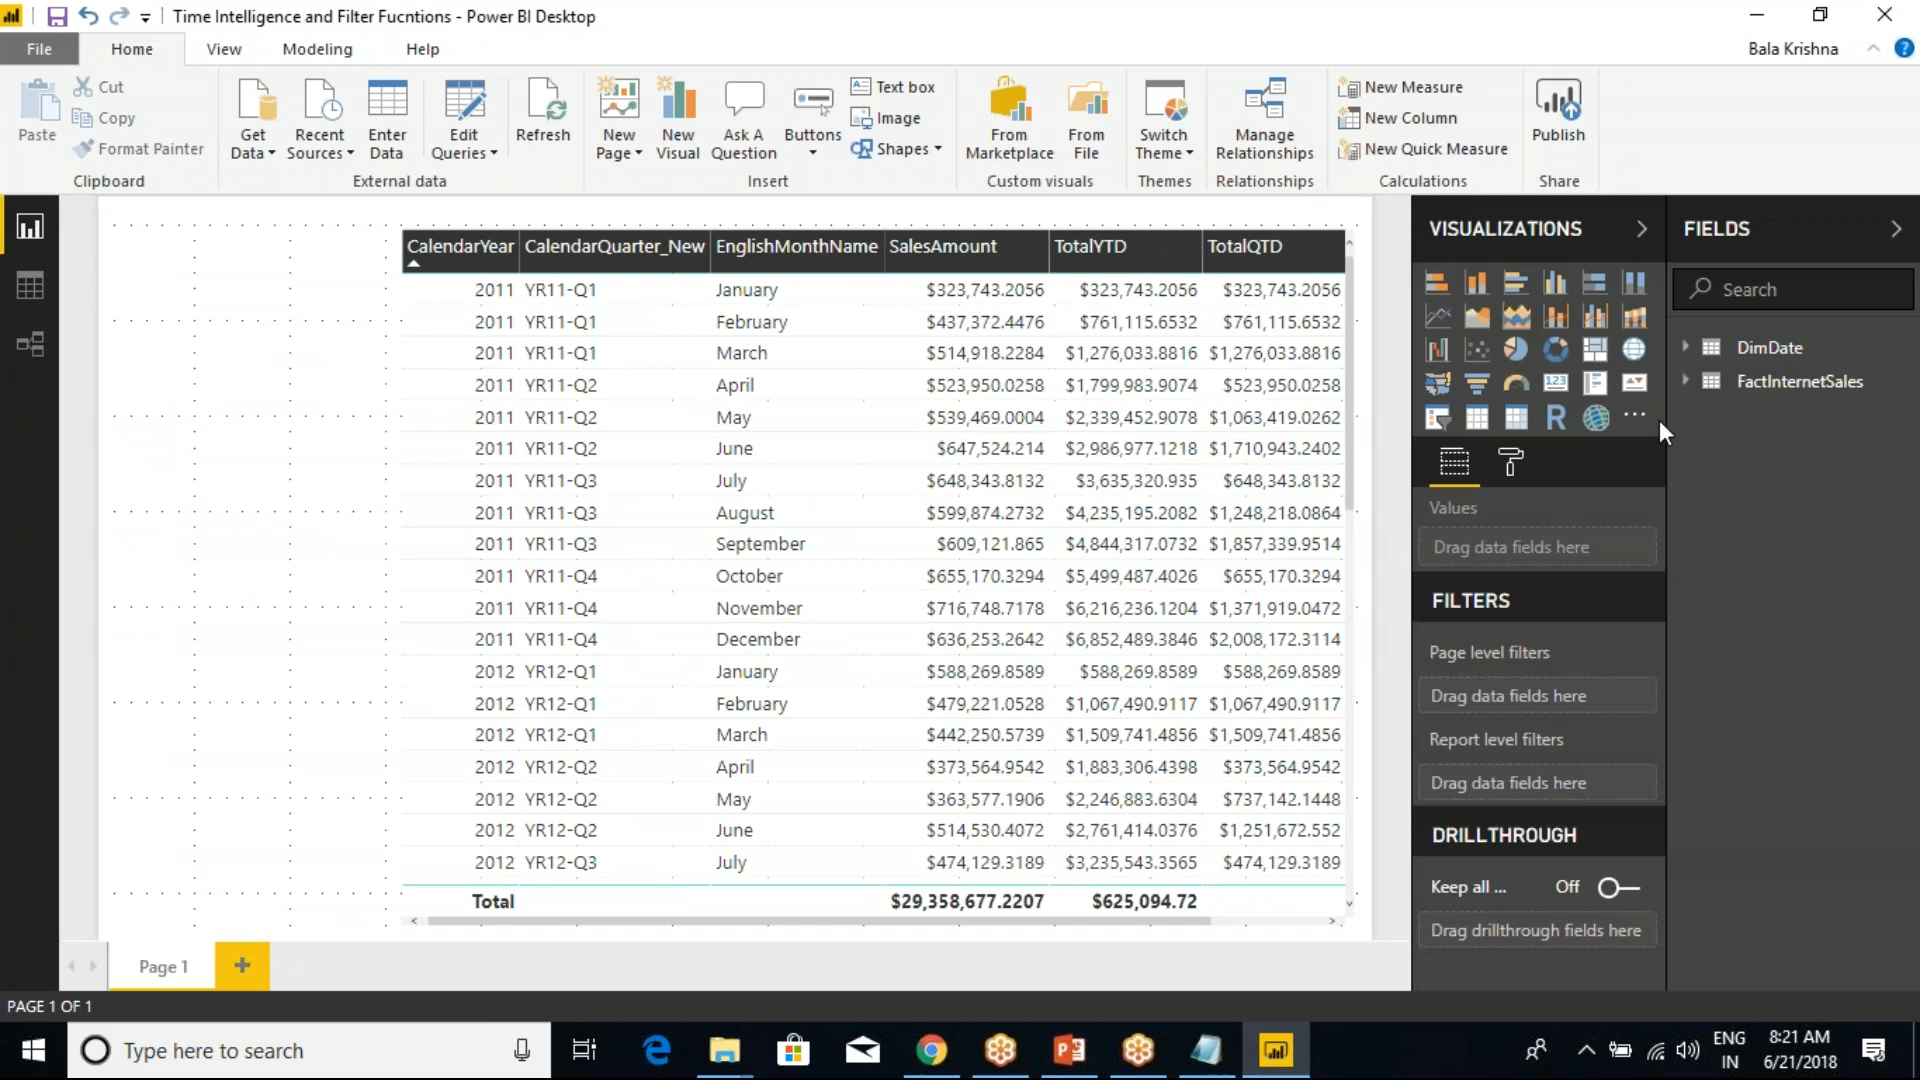 Time Intelligence and Filter Fucntions - Power BI Desktop
File Home View Modeling Help Bala Krishna ?
Paste Cut Copy Format Painter
Clipboard
Get Data Recent Sources Enter Data Edit Queries Refresh
External data
New Page New Visual Ask A Question Buttons Text box Image Shapes
Insert
From Marketplace From File
Custom visuals
Switch Theme
Themes
Manage Relationships
Relationships
New Measure
New Column
New Quick Measure
Calculations
Publish
Share
CalendarYear CalendarQuarter_New EnglishMonthName SalesAmount TotalYTD TotalQTD
2011 YR11-Q1 January $323,743.2056 $323,743.2056 $323,743.2056
2011 YR11-Q1 February $437,372.4476 $761,115.6532 $761,115.6532
2011 YR11-Q1 March $514,918.2284 $1,276,033.8816 $1,276,033.8816
2011 YR11-Q2 April $523,950.0258 $1,799,983.9074 $523,950.0258
2011 YR11-Q2 May $539,469.0004 $2,339,452.9078 $1,063,419.0262
2011 YR11-Q2 June $647,524.214 $2,986,977.1218 $1,710,943.2402
2011 YR11-Q3 July $648,343.8132 $3,635,320.935 $648,343.8132
2011 YR11-Q3 August $599,874.2732 $4,235,195.2082 $1,248,218.0864
2011 YR11-Q3 September $609,121.865 $4,844,317.0732 $1,857,339.9514
2011 YR11-Q4 October $655,170.3294 $5,499,487.4026 $655,170.3294
2011 YR11-Q4 November $716,748.7178 $6,216,236.1204 $1,371,919.0472
2011 YR11-Q4 December $636,253.2642 $6,852,489.3846 $2,008,172.3114
2012 YR12-Q1 January $588,269.8589 $588,269.8589 $588,269.8589
2012 YR12-Q1 February $479,221.0528 $1,067,490.9117 $1,067,490.9117
2012 YR12-Q1 March $442,250.5739 $1,509,741.4856 $1,509,741.4856
2012 YR12-Q2 April $373,564.9542 $1,883,306.4398 $373,564.9542
2012 YR12-Q2 May $363,577.1906 $2,246,883.6304 $737,142.1448
2012 YR12-Q2 June $514,530.4072 $2,761,414.0376 $1,251,672.552
2012 YR12-Q3 July $474,129.3189 $3,235,543.3565 $474,129.3189
Total $29,358,677.2207 $625,094.72
VISUALIZATIONS
123
R
Values
Drag data fields here
FILTERS
Page level filters
Drag data fields here
Report level filters
Drag data fields here
DRILLTHROUGH
Keep all ... Off
Drag drillthrough fields here
FIELDS
Search
DimDate
FactInternetSales
Page 1 +
PAGE 1 OF 1
Type here to search
ENG
IN
8:21 AM
6/21/2018